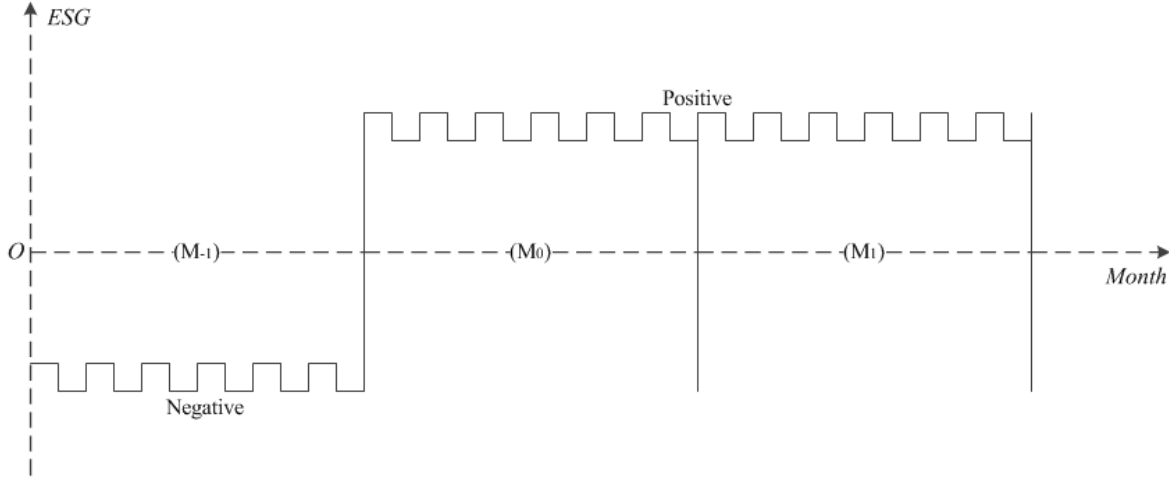 ESG
Positive
O
(M-1)
(M0)
(M1)
Month
Negative